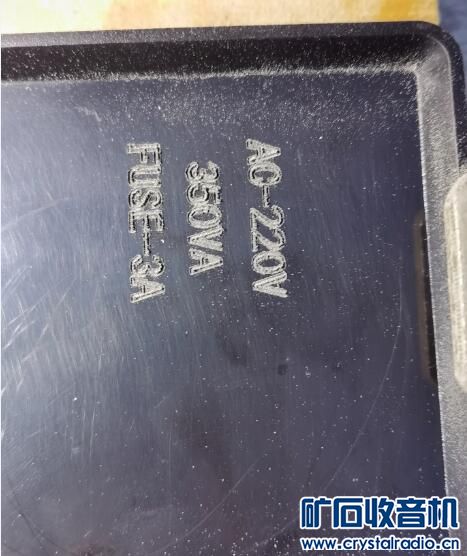 AC-220V
350VA
FUSE-3A
矿石收音机
www.crystalradio.cn